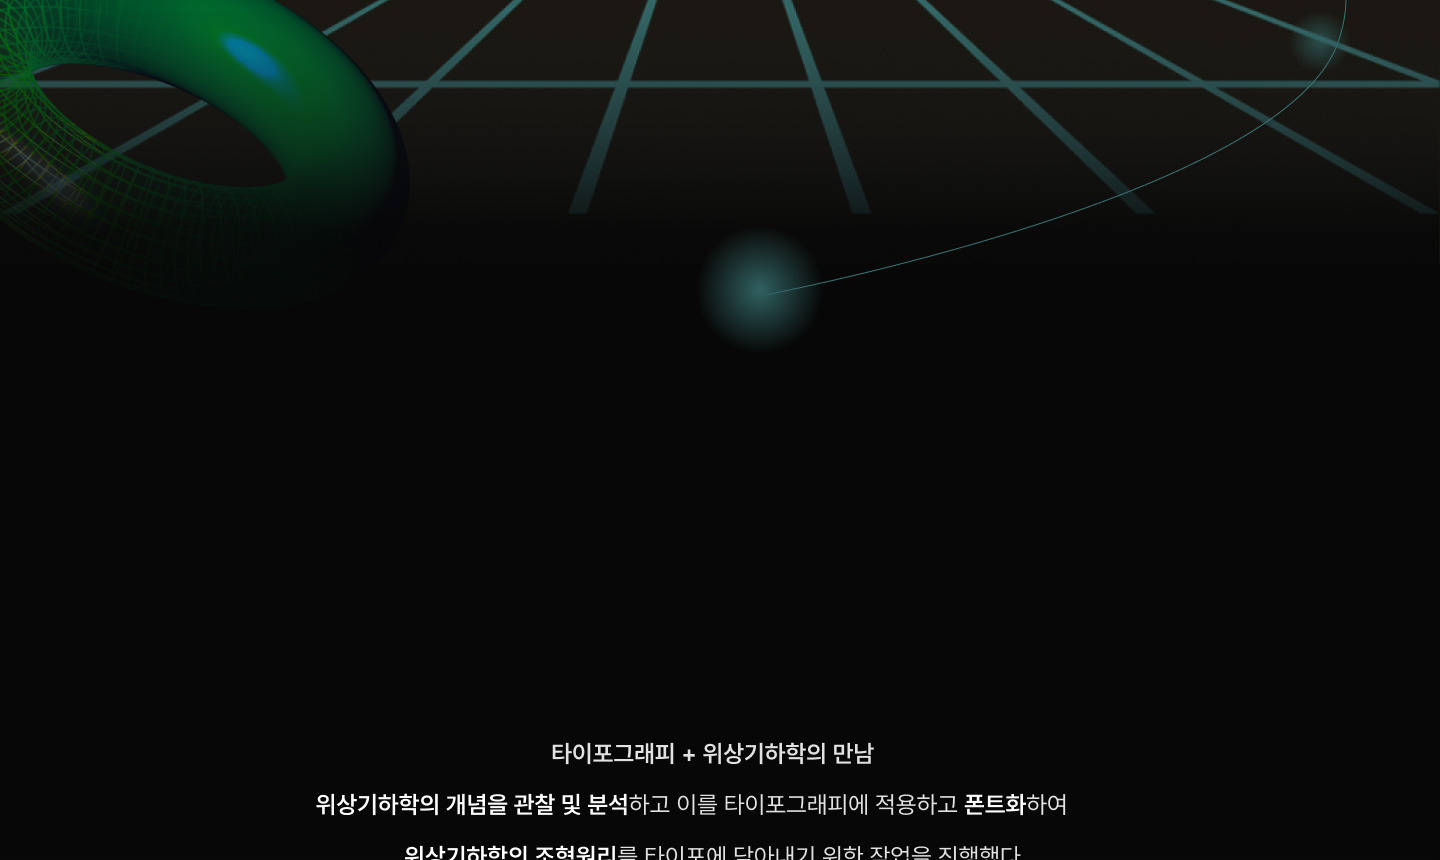 타이포그래피 + 위상기하학의 만남
위상기하학의 개념을 관찰 및 분석하고 이를 타이포그래피에 적용하고 폰트화하여
위상기하학의 조형원리를 타이포에 담아내기 위한 작업을 진행했다